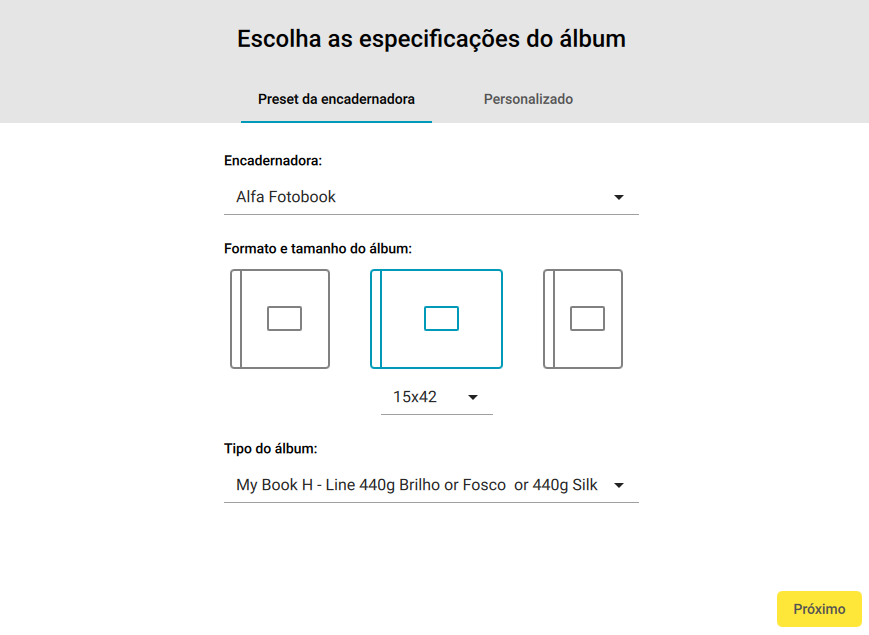 Escolha as especificações do álbum
Preset da encadernadora
Personalizado
Encadernadora:
Alfa Fotobook
Formato e tamanho do álbum:
15x42
Tipo do álbum:
My Book H - Line 440g Brilho or Fosco  or 440g Silk
Próximo